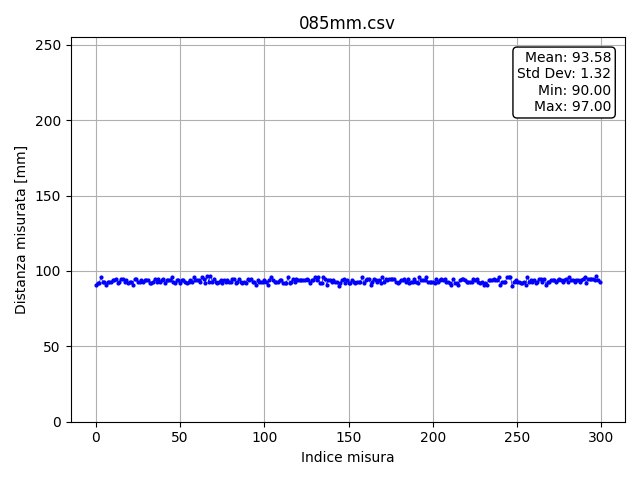 085mm.csv
Mean: 93.58
Std Dev: 1.32
Min: 90.00
Max: 97.00
Distanza misurata [mm]
250
200
150
100
50
0
0 50 100 150 200 250 300
Indice misura